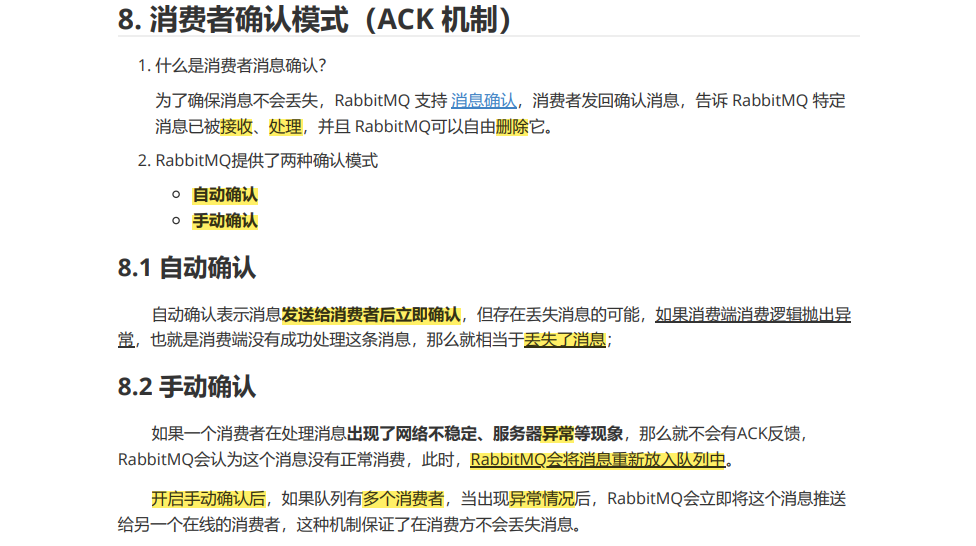 8. 消费者确认模式（ACK 机制）
1. 什么是消费者消息确认？
为了确保消息不会丢失，RabbitMQ 支持 消息确认，消费者发回确认消息，告诉 RabbitMQ 特定
消息已被接收、处理，并且 RabbitMQ可以自由删除它。
2. RabbitMQ提供了两种确认模式
自动确认
手动确认
8.1 自动确认
自动确认表示消息发送给消费者后立即确认，但存在丢失消息的可能，如果消费端消费逻辑抛出异
常，也就是消费端没有成功处理这条消息，那么就相当于丢失了消息；
8.2 手动确认
如果一个消费者在处理消息出现了网络不稳定、服务器异常等现象，那么就不会有ACK反馈，
RabbitMQ会认为这个消息没有正常消费，此时，RabbitMQ会将消息重新放入队列中。
开启手动确认后，如果队列有多个消费者，当出现异常情况后，RabbitMQ会立即将这个消息推送
给另一个在线的消费者，这种机制保证了在消费方不会丢失消息。